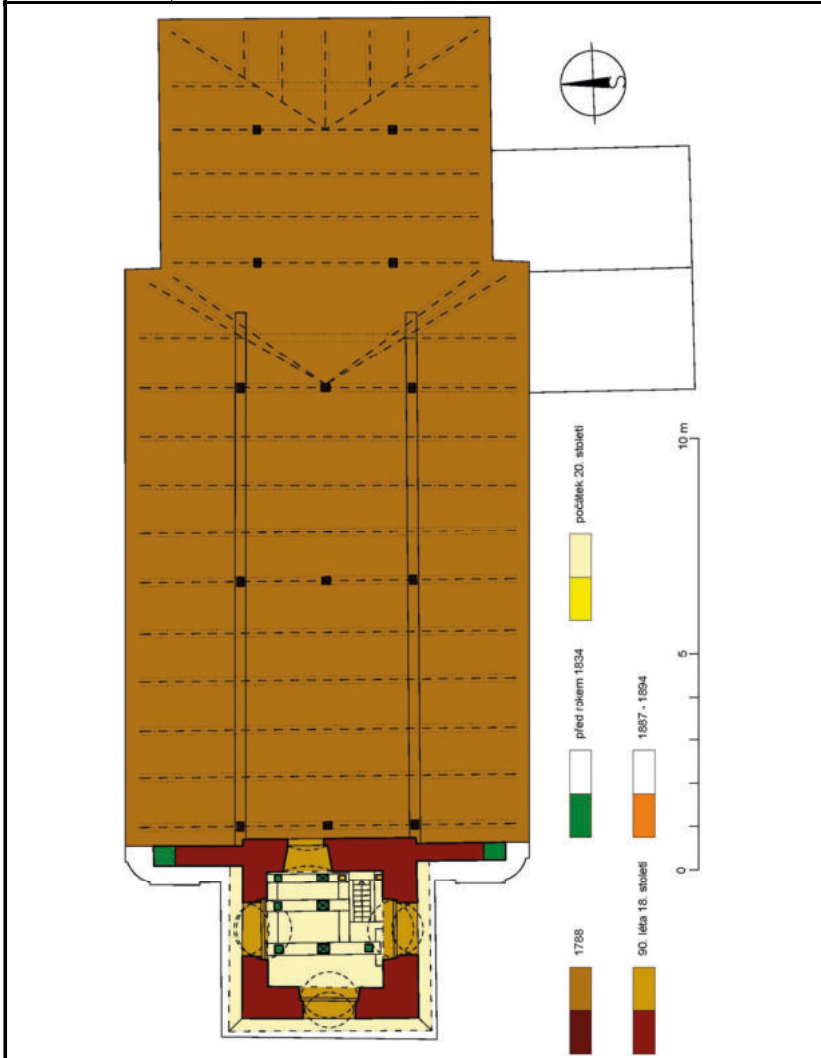 1788
před rokem 1834
počátek 20. století
90. léta 18. století
1887 - 1894
0
5
10 m
S